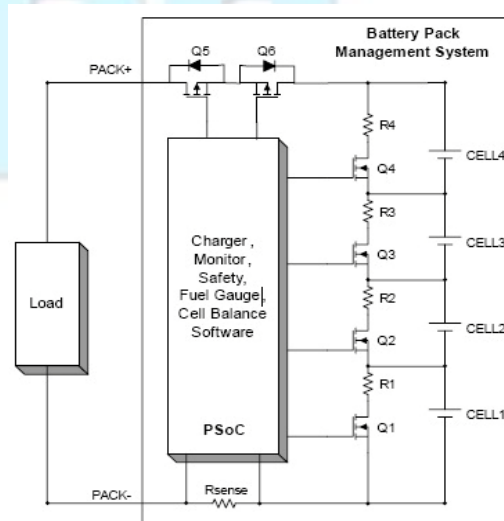 Battery Pack
Management System
Q5
Q6
PACK+
R4
Q4
CELL4
R3
Q3
CELL3
R2
Q2
CELL2
R1
Q1
CELL1
Charger ,
Monitor ,
Safety,
Fuel Gauge,
Cell Balance
Software
PSoC
Load
PACK-
Rsense